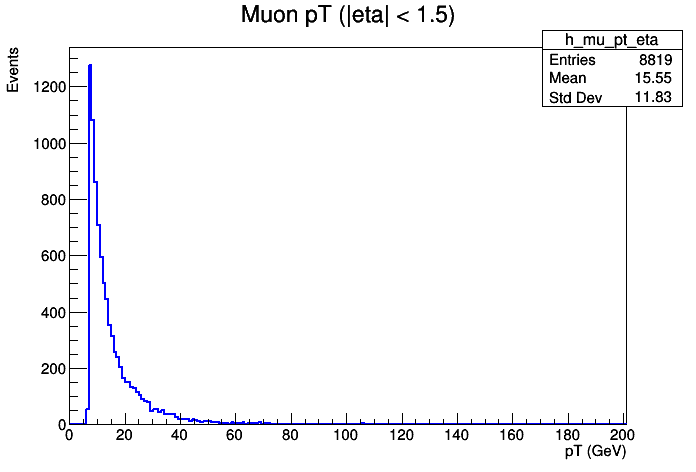 Muon pT (|eta| < 1.5)
h_mu_pt_eta
Entries 8819
Mean 15.55
Std Dev 11.83
Events
1200
1000
800
600
400
200
0
0 20 40 60 80 100 120 140 160 180 200
pT (GeV)